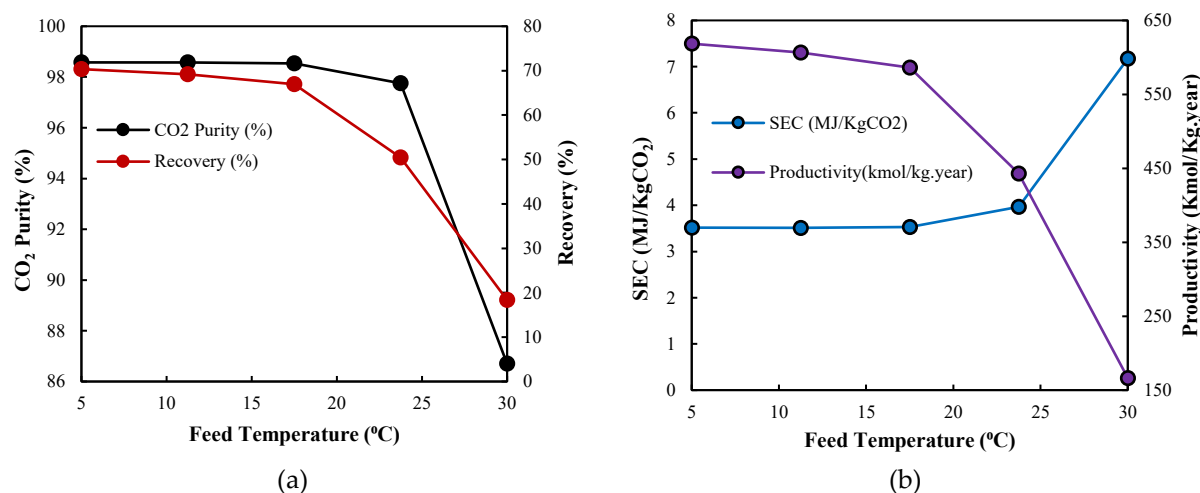 100
98
96
94
92
90
88
86
CO₂ Purity (%)
80
70
60
50
40
30
20
10
0
Recovery (%)
CO2 Purity (%)
Recovery (%)
5 10 15 20 25 30
Feed Temperature (⁰C)
(a)
8
7
6
5
4
3
2
1
0
SEC (MJ/KgCO₂)
650
550
450
350
250
150
Productivity (Kmol/Kg.year)
SEC (MJ/KgCO2)
Productivity(kmol/kg.year)
5 10 15 20 25 30
Feed Temperature (⁰C)
(b)